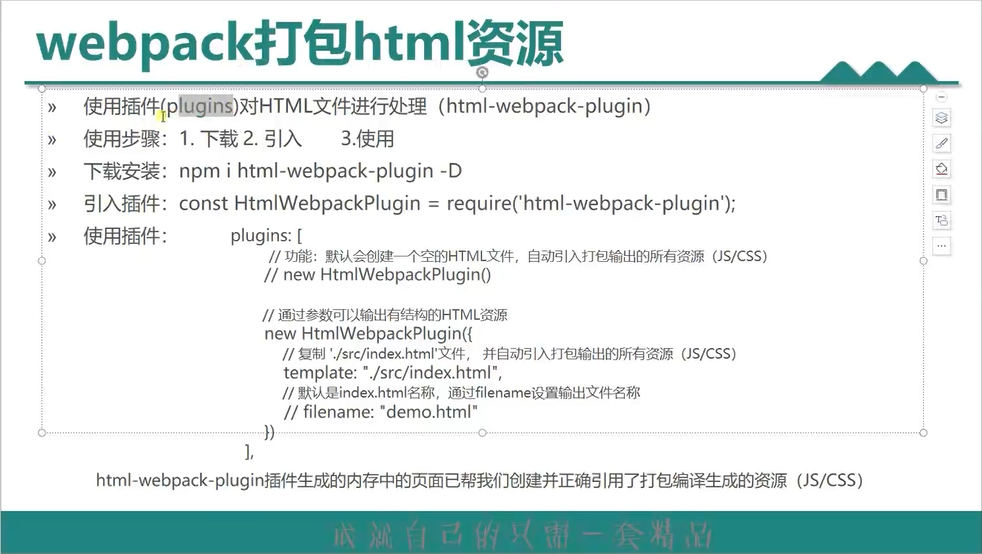 webpack打包html资源
» 使用插件(plugins)对HTML文件进行处理（html-webpack-plugin）
» 使用步骤：1. 下载 2. 引入 3.使用
» 下载安装：npm i html-webpack-plugin -D
» 引入插件：const HtmlWebpackPlugin = require('html-webpack-plugin');
» 使用插件： plugins: [
// 功能：默认会创建一个空的HTML文件，自动引入打包输出的所有资源（JS/CSS）
// new HtmlWebpackPlugin()
// 通过参数可以输出有结构的HTML资源
new HtmlWebpackPlugin({
// 复制 './src/index.html'文件， 并自动引入打包输出的所有资源（JS/CSS）
template: "./src/index.html",
// 默认是index.html名称，通过filename设置输出文件名称
// filename: "demo.html"
})
],
html-webpack-plugin插件生成的内存中的页面已帮我们创建并正确引用了打包编译生成的资源（JS/CSS）
成就自己的只需一套精品